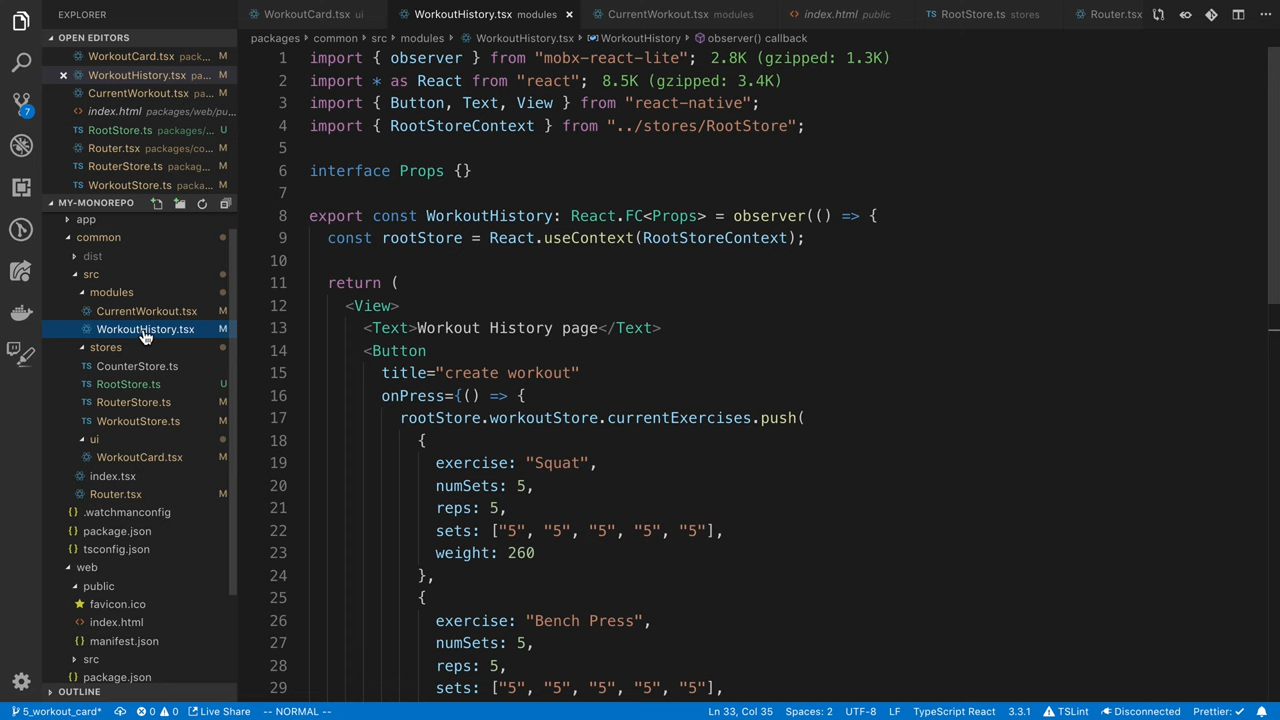 EXPLORER
OPEN EDITORS
WorkoutCard.tsx pack... M
WorkoutHistory.tsx pa... M
CurrentWorkout.tsx pac... M
index.html packages/web/pu...
RootStore.ts packages/... U
Router.tsx packages/co... M
RouterStore.ts packag... M
WorkoutStore.ts packa... M
MY-MONOREPO
app
common
dist
src
modules
CurrentWorkout.tsx M
WorkoutHistory.tsx M
stores
CounterStore.ts
RootStore.ts U
RouterStore.ts M
WorkoutStore.ts M
ui
WorkoutCard.tsx M
index.tsx
Router.tsx M
.watchmanconfig
package.json
tsconfig.json
web
public
favicon.ico
index.html
manifest.json
src
package.json
OUTLINE
7
WorkoutCard.tsx ui WorkoutHistory.tsx modules CurrentWorkout.tsx modules index.html public RootStore.ts stores Router.tsx
packages common src modules WorkoutHistory.tsx WorkoutHistory observer() callback
1 import { observer } from "mobx-react-lite"; 2.8K (gzipped: 1.3K)
2 import * as React from "react"; 8.5K (gzipped: 3.4K)
3 import { Button, Text, View } from "react-native";
4 import { RootStoreContext } from "../stores/RootStore";
5
6 interface Props {}
7
8 export const WorkoutHistory: React.FC<Props> = observer(() => {
9 const rootStore = React.useContext(RootStoreContext);
10
11 return (
12 <View>
13 <Text>Workout History page</Text>
14 <Button
15 title="create workout"
16 onPress={() => {
17 rootStore.workoutStore.currentExercises.push(
18 {
19 exercise: "Squat",
20 numSets: 5,
21 reps: 5,
22 sets: ["5", "5", "5", "5", "5"],
23 weight: 260
24 },
25 {
26 exercise: "Bench Press",
27 numSets: 5,
28 reps: 5,
29 sets: ["5", "5", "5", "5", "5"],
5_workout_card* 0 0 Live Share -- NORMAL -- Ln 33, Col 35 Spaces: 2 UTF-8 LF TypeScript React 3.3.1 TSLint Disconnected Prettier: ✓